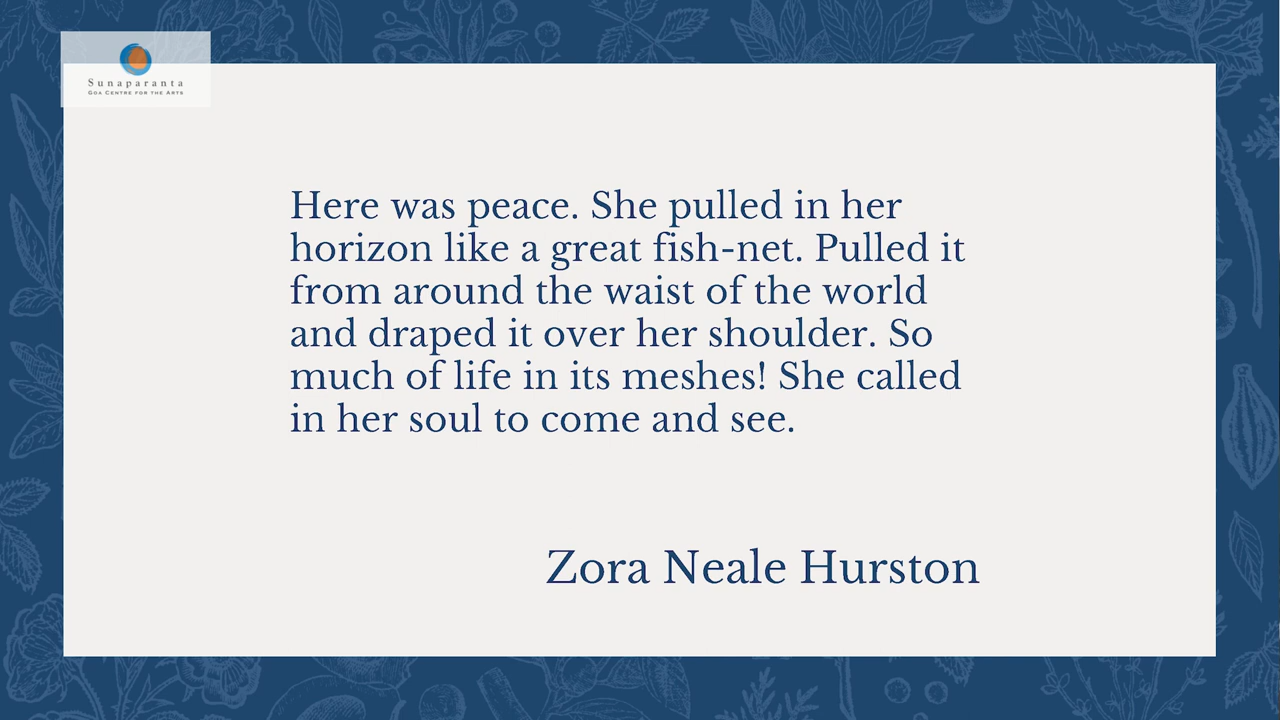 Sunaparanta
Goa Centre for the Arts
Here was peace. She pulled in her
horizon like a great fish-net. Pulled it
from around the waist of the world
and draped it over her shoulder. So
much of life in its meshes! She called
in her soul to come and see.
Zora Neale Hurston